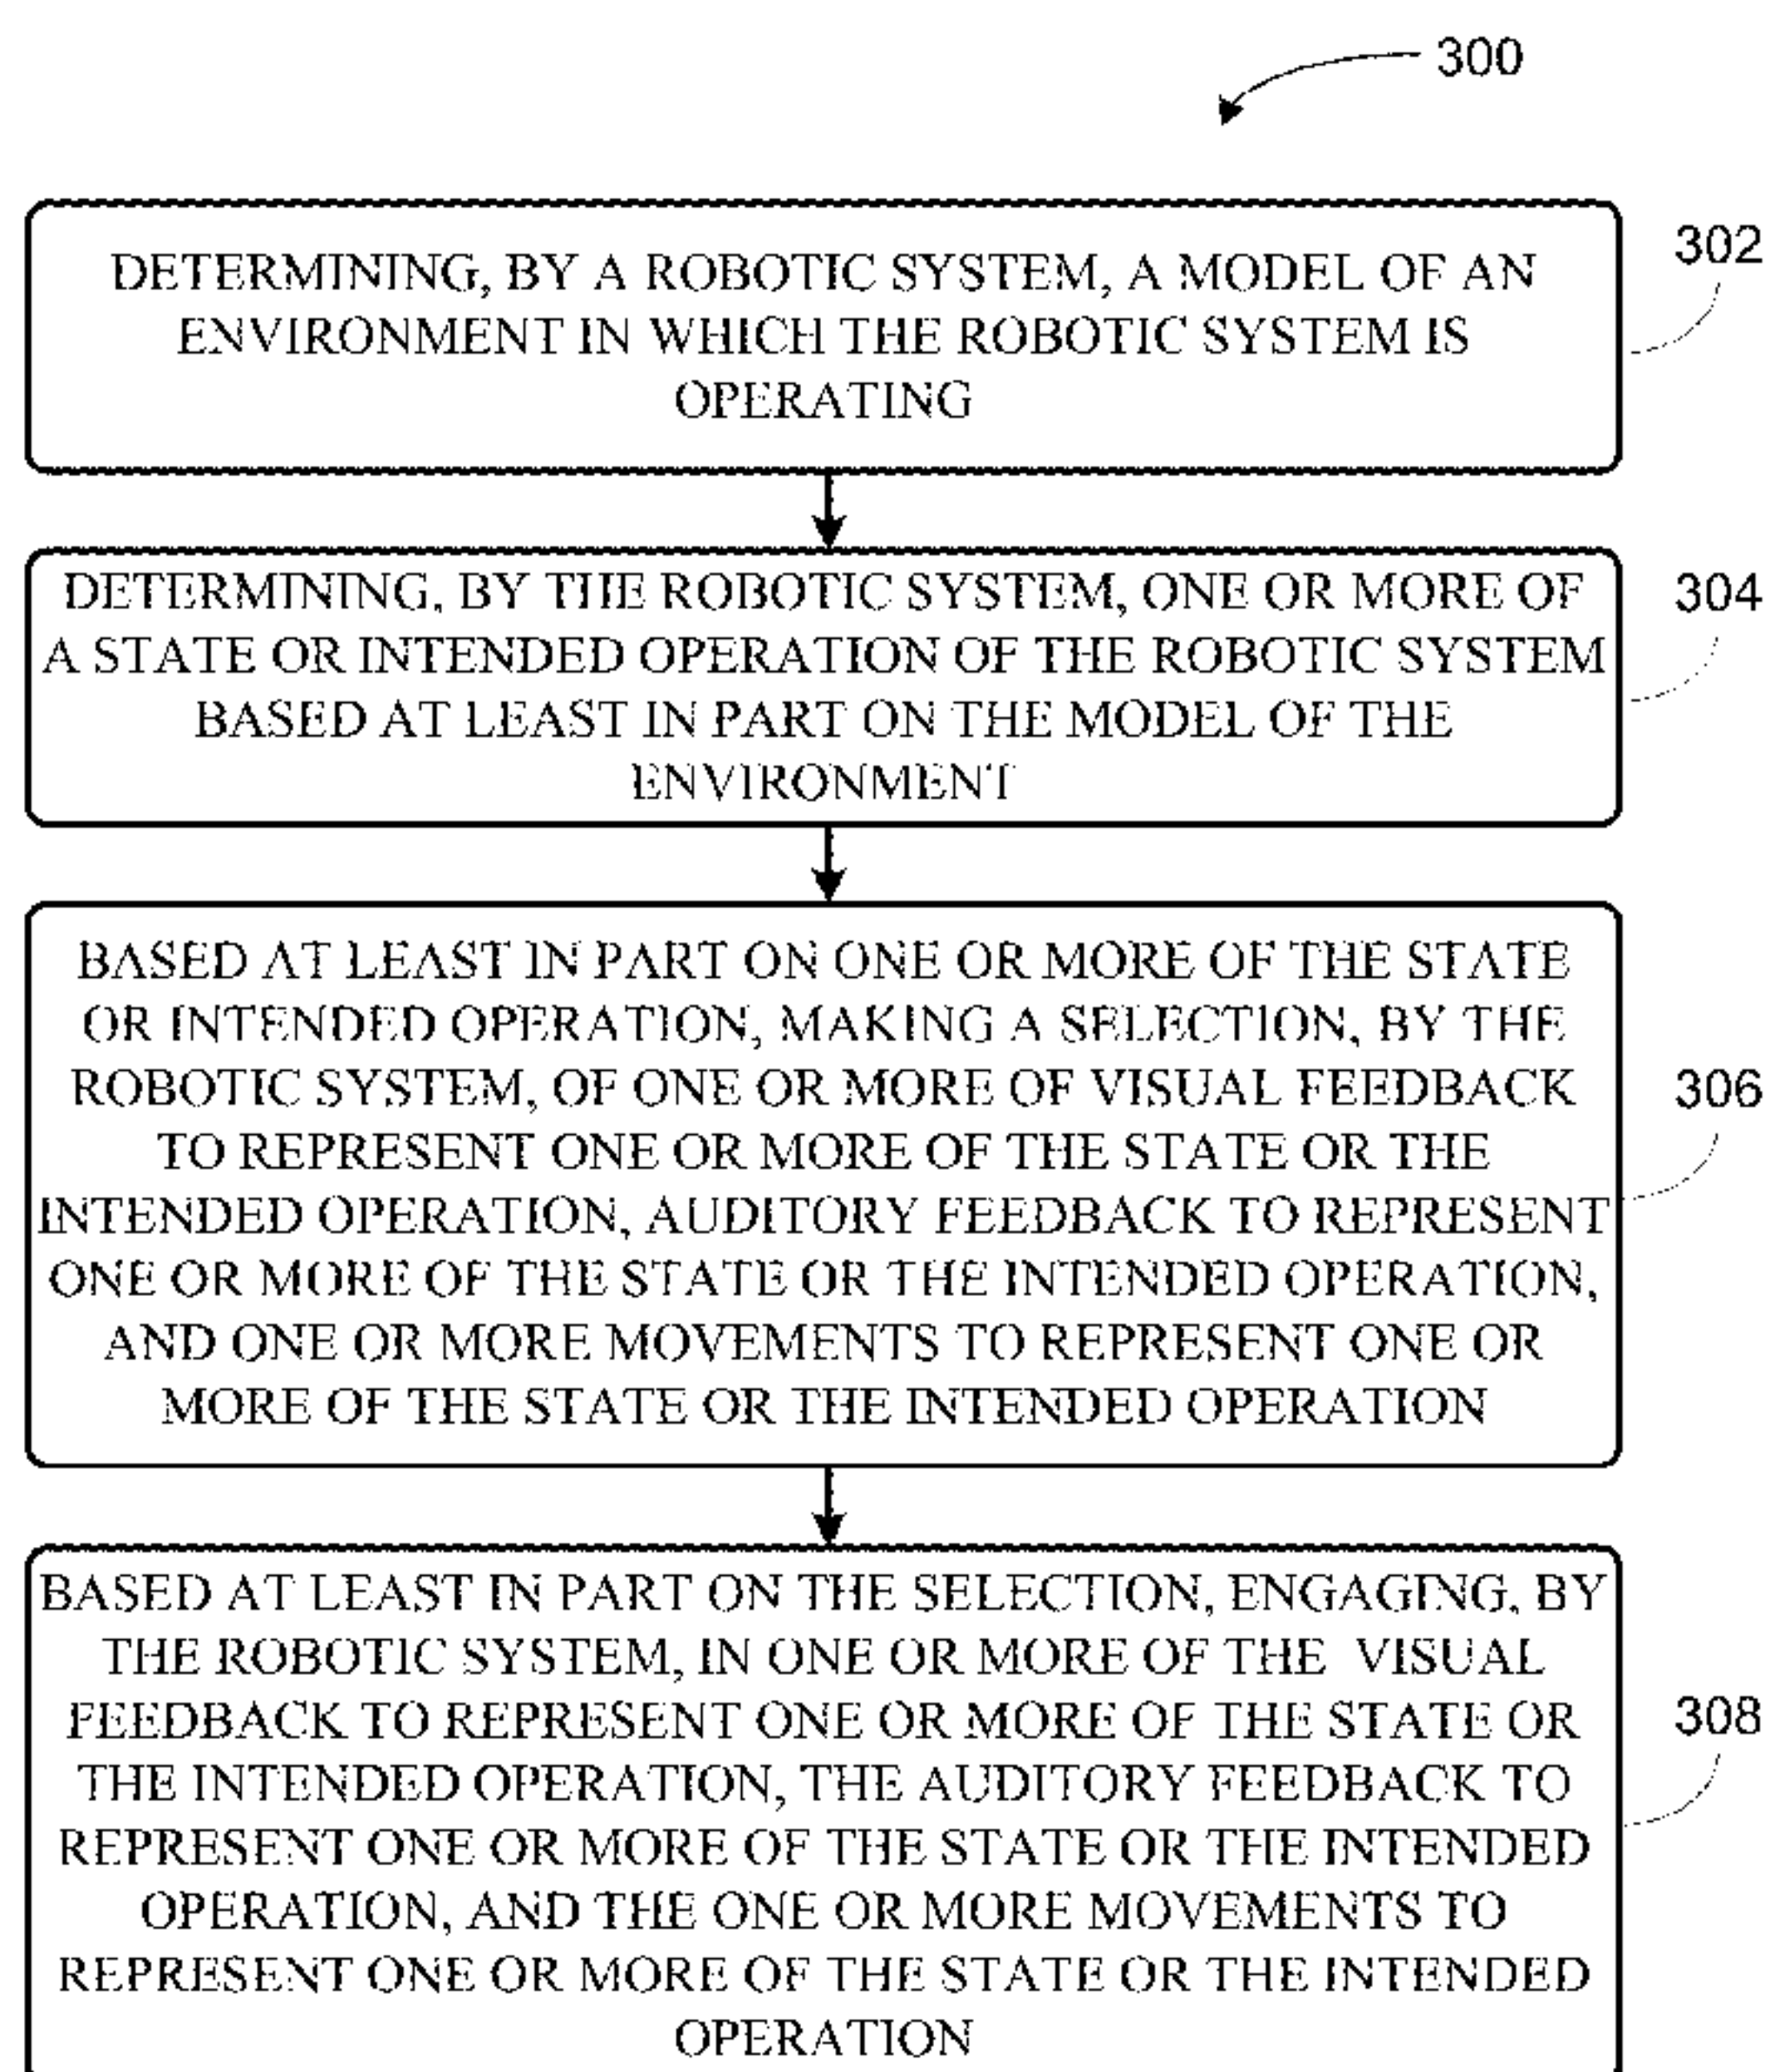 300
302
DETERMINING, BY A ROBOTIC SYSTEM, A MODEL OF AN
ENVIRONMENT IN WHICH THE ROBOTIC SYSTEM IS
OPERATING
304
DETERMINING, BY THE ROBOTIC SYSTEM, ONE OR MORE OF
A STATE OR INTENDED OPERATION OF THE ROBOTIC SYSTEM
BASED AT LEAST IN PART ON THE MODEL OF THE
ENVIRONMENT
306
BASED AT LEAST IN PART ON ONE OR MORE OF THE STATE
OR INTENDED OPERATION, MAKING A SELECTION, BY THE
ROBOTIC SYSTEM, OF ONE OR MORE OF VISUAL FEEDBACK
TO REPRESENT ONE OR MORE OF THE STATE OR THE
INTENDED OPERATION, AUDITORY FEEDBACK TO REPRESENT
ONE OR MORE OF THE STATE OR THE INTENDED OPERATION,
AND ONE OR MORE MOVEMENTS TO REPRESENT ONE OR
MORE OF THE STATE OR THE INTENDED OPERATION
308
BASED AT LEAST IN PART ON THE SELECTION, ENGAGING, BY
THE ROBOTIC SYSTEM, IN ONE OR MORE OF THE VISUAL
FEEDBACK TO REPRESENT ONE OR MORE OF THE STATE OR
THE INTENDED OPERATION, THE AUDITORY FEEDBACK TO
REPRESENT ONE OR MORE OF THE STATE OR THE INTENDED
OPERATION, AND THE ONE OR MORE MOVEMENTS TO
REPRESENT ONE OR MORE OF THE STATE OR THE INTENDED
OPERATION